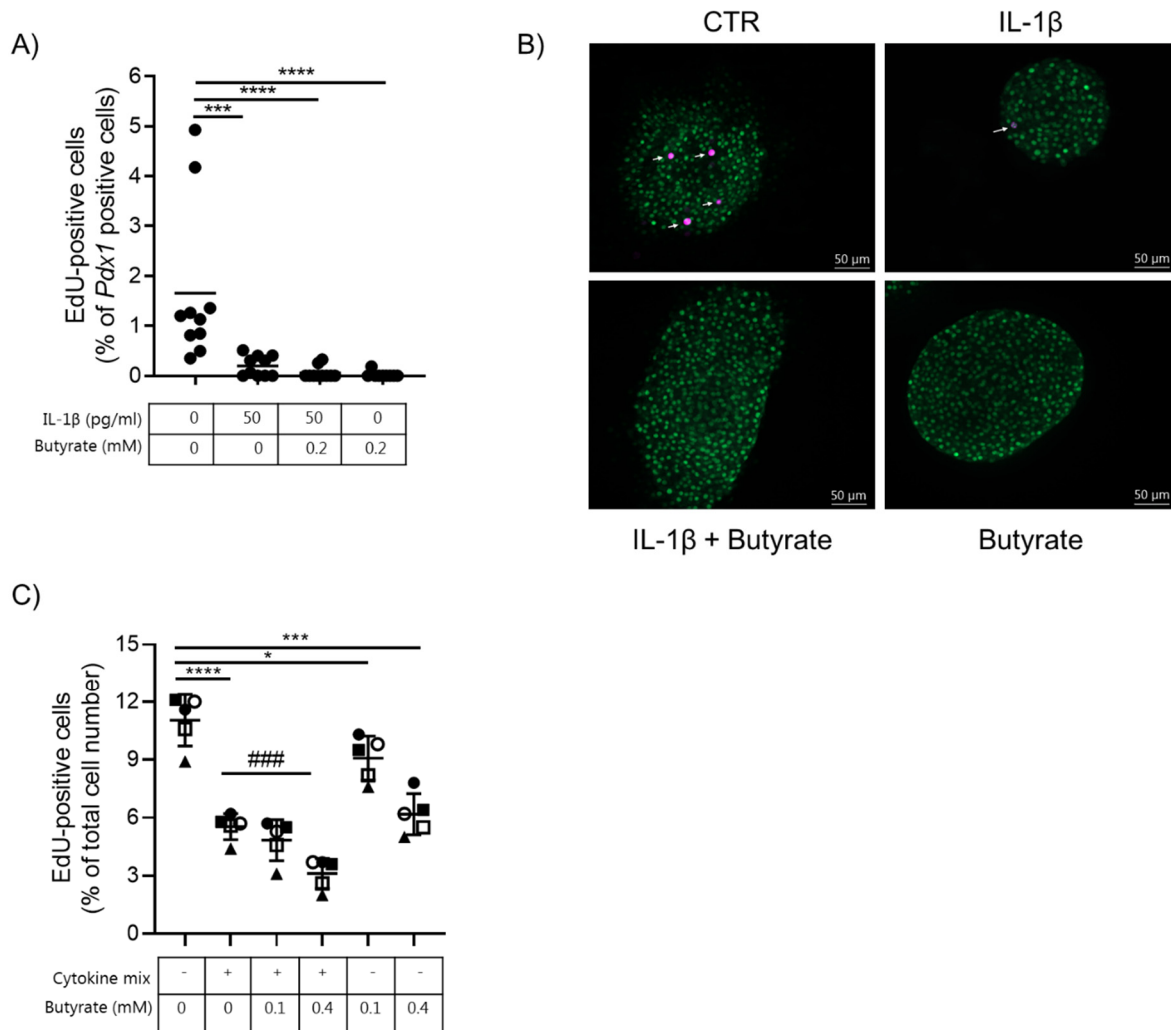 A)
EdU-positive cells
(% of Pdx1 positive cells)
6
5
4
3
2
1
0
****
****
***
IL-1β (pg/ml) 0 50 50 0
Butyrate (mM) 0 0 0.2 0.2
B)
CTR IL-1β
50 µm 50 µm
50 µm 50 µm
IL-1β + Butyrate Butyrate
C)
EdU-positive cells
(% of total cell number)
15
12
9
6
3
0
***
*
****
###
Cytokine mix - + + + - -
Butyrate (mM) 0 0 0.1 0.4 0.1 0.4